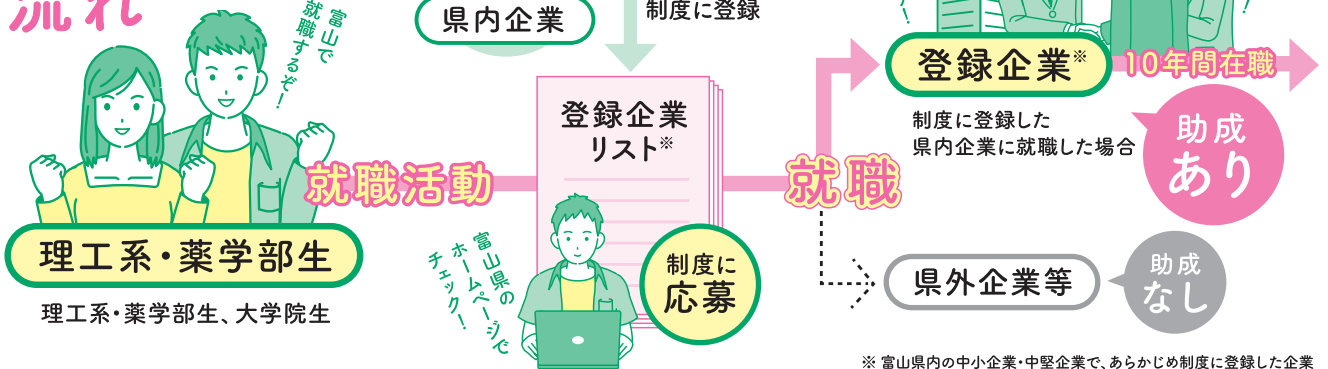 流れ
富山で
就職するぞ！
県内企業
制度に登録
登録企業
リスト※
就職活動
理工系・薬学部生
理工系・薬学部生、大学院生
富山県の
ホームページで
チェック！
制度に
応募
就職
登録企業※
10年間在職
制度に登録した
県内企業に就職した場合
助成
あり
県外企業等
助成
なし
※ 富山県内の中小企業・中堅企業で、あらかじめ制度に登録した企業